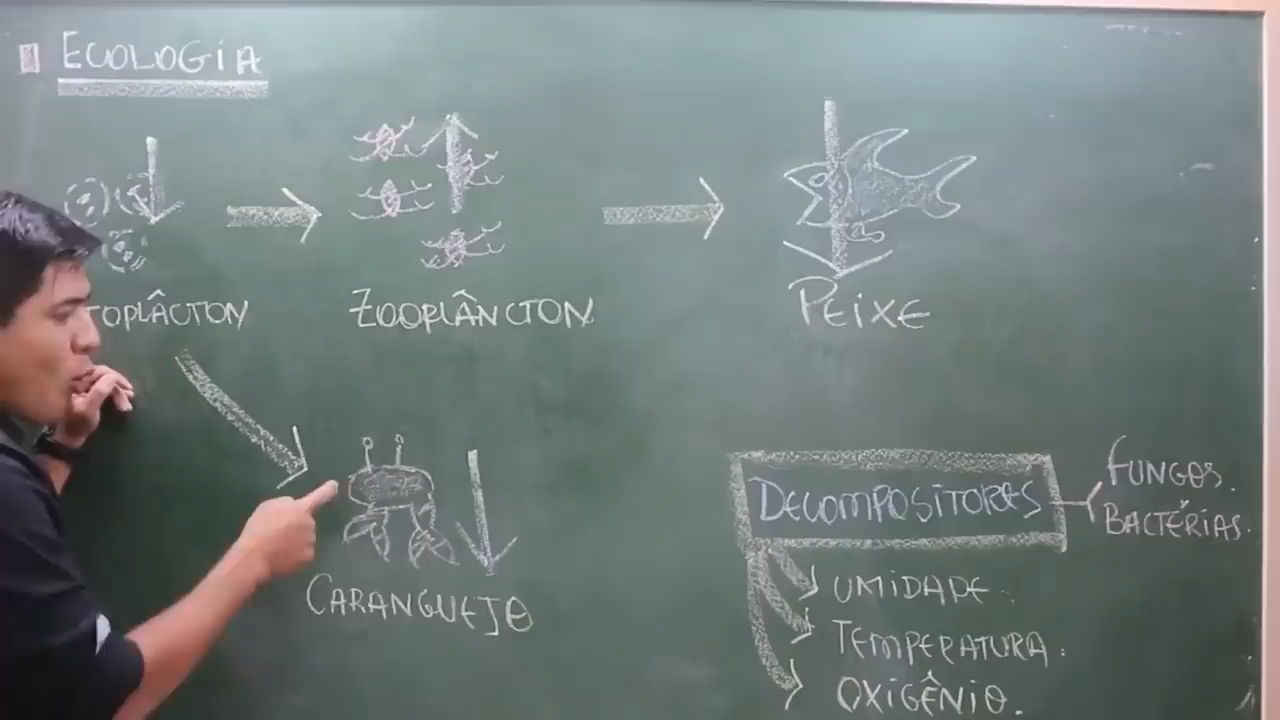 ECOLOGIA
TOPLÂCTON
ZOOPLÂNCTON
PEIXE
CARANGUEJO
DECOMPOSITORES
FUNGOS.
BACTÉRIAS.
UMIDADE.
TEMPERATURA.
OXIGÊNIO.